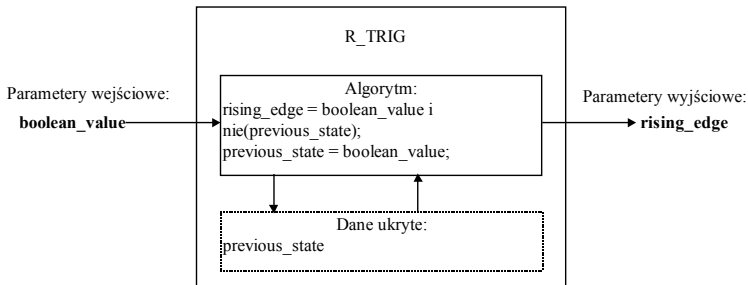 R_TRIG
Parametery wejściowe:
boolean_value
Algorytm:
rising_edge = boolean_value i
nie(previous_state);
previous_state = boolean_value;
Parametery wyjściowe:
rising_edge
Dane ukryte:
previous_state